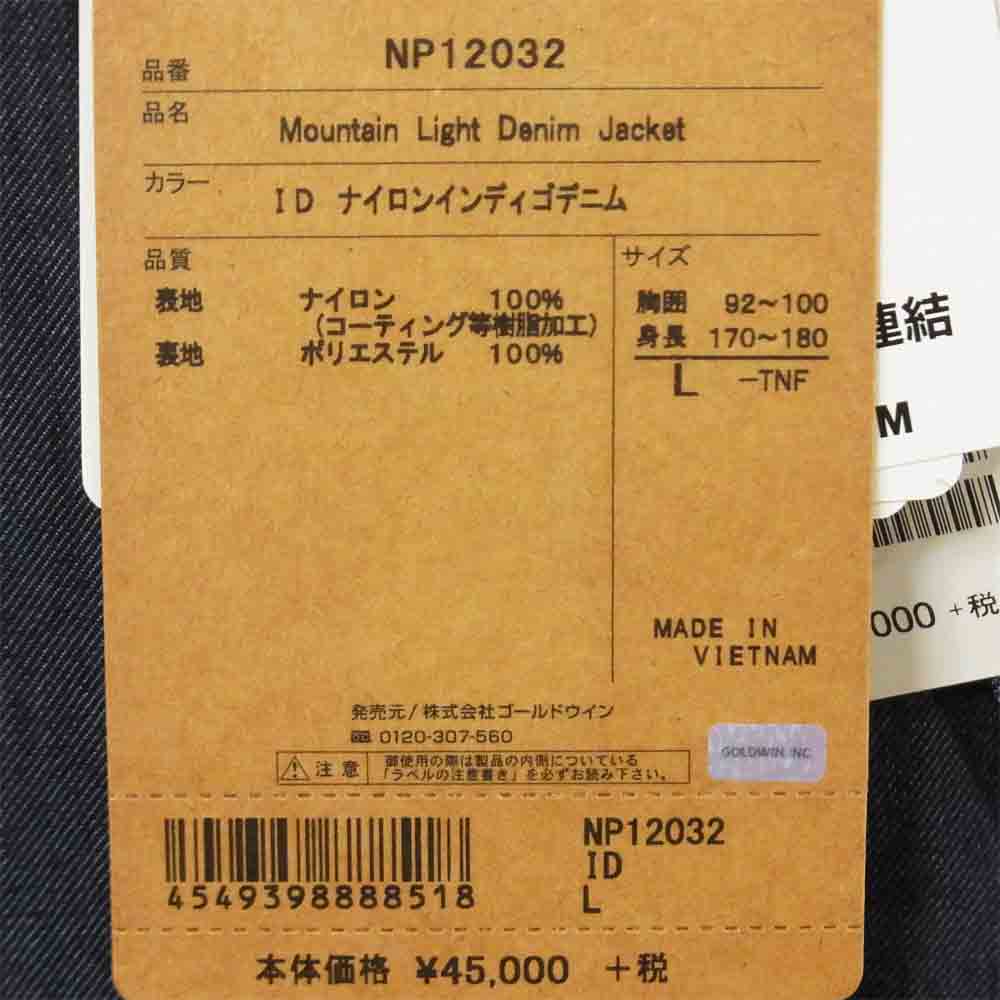 品番 NP12032
品名 Mountain Light Denim Jacket
カラー ID ナイロンインディゴデニム
品質
表地 ナイロン 100%
(コーティング等樹脂加工)
裏地 ポリエステル 100%
サイズ
胸囲 92~100
身長 170~180
L -TNF
MADE IN
VIETNAM
発売元/株式会社ゴールドウイン
0120-307-560
注意
御使用の際は製品の内側についている
「ラベルの注意書き」を必ずお読み下さい。
GOLDWIN INC.
4549398888518
NP12032
ID
L
本体価格 ¥45,000 +税
連結
M
000 +税